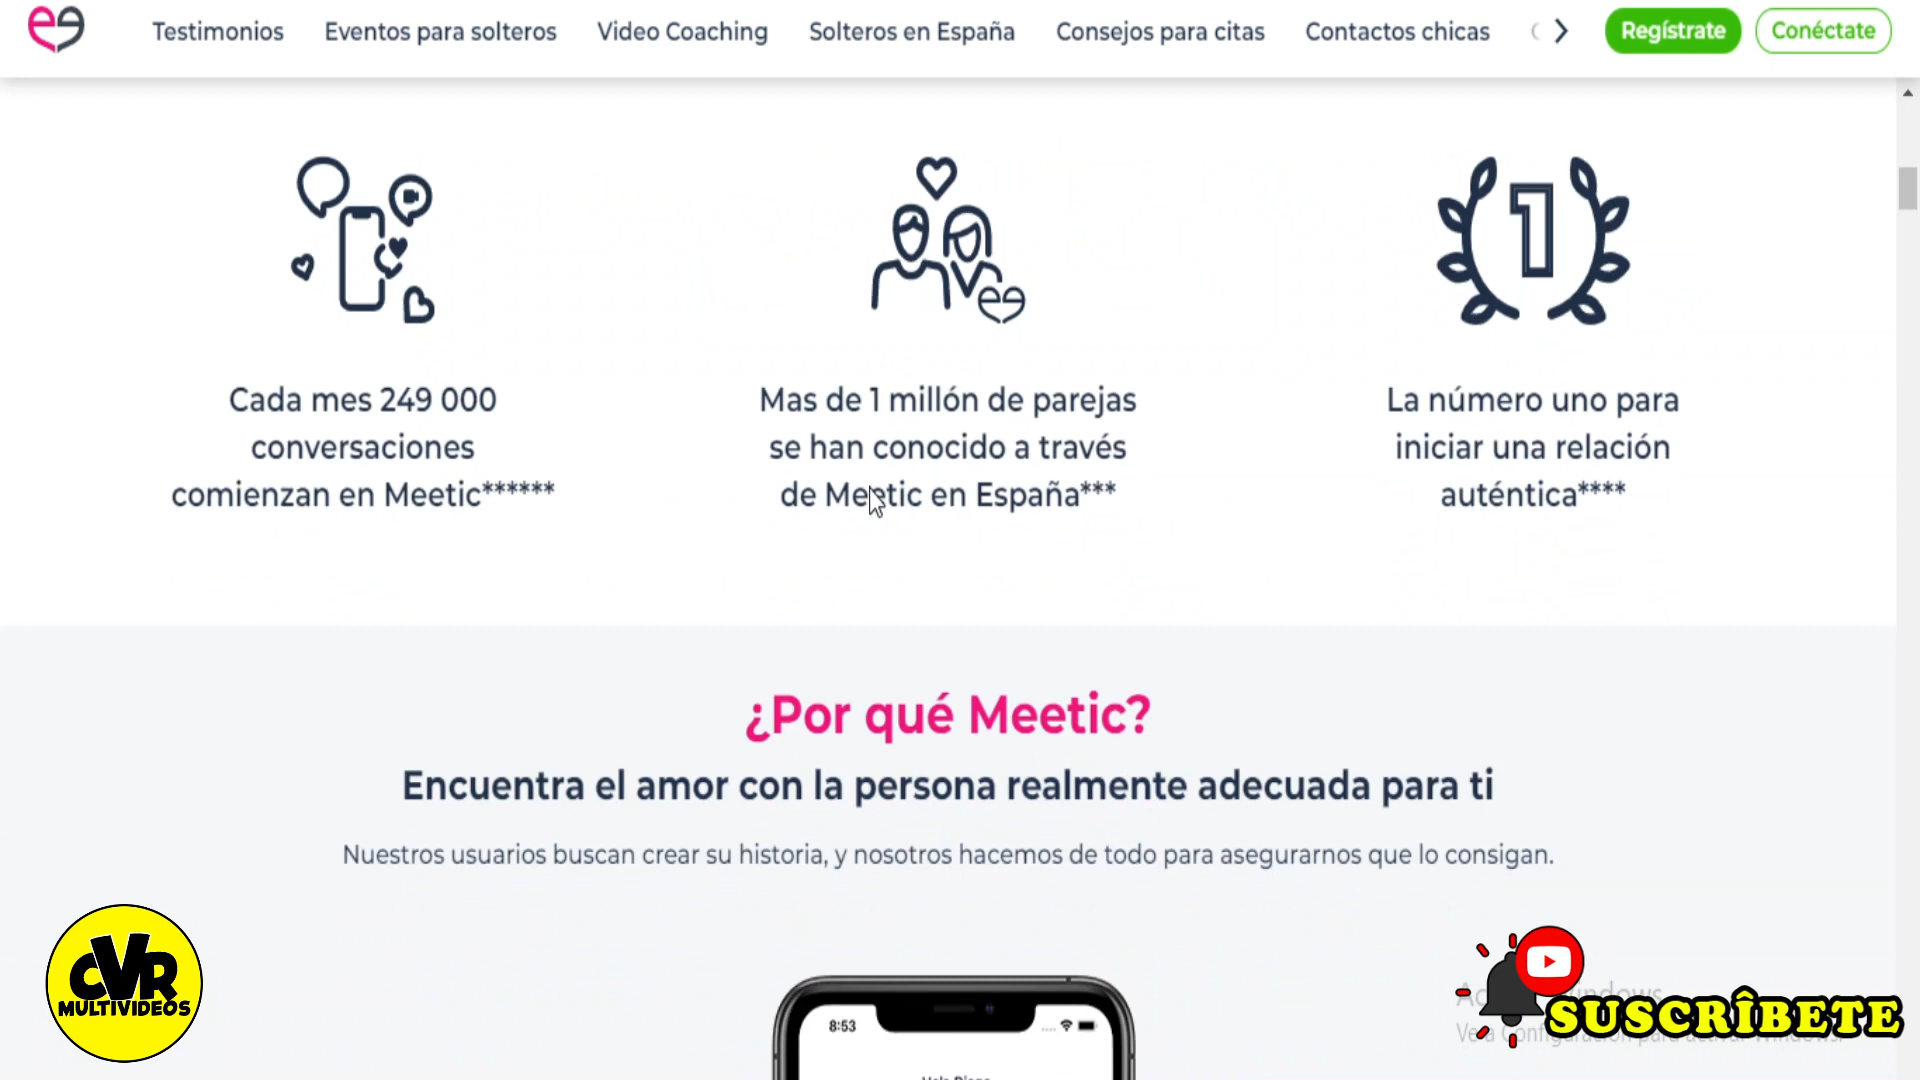 Testimonios Eventos para solteros Video Coaching Solteros en España Consejos para citas Contactos chicas Regístrate Conéctate
1
Cada mes 249 000
conversaciones
comienzan en Meetic******
Mas de 1 millón de parejas
se han conocido a través
de Meetic en España***
La número uno para
iniciar una relación
auténtica****
¿Por qué Meetic?
Encuentra el amor con la persona realmente adecuada para ti
Nuestros usuarios buscan crear su historia, y nosotros hacemos de todo para asegurarnos que lo consigan.
8:53
CVR
MULTIVIDEOS
SUSCRÎBETE